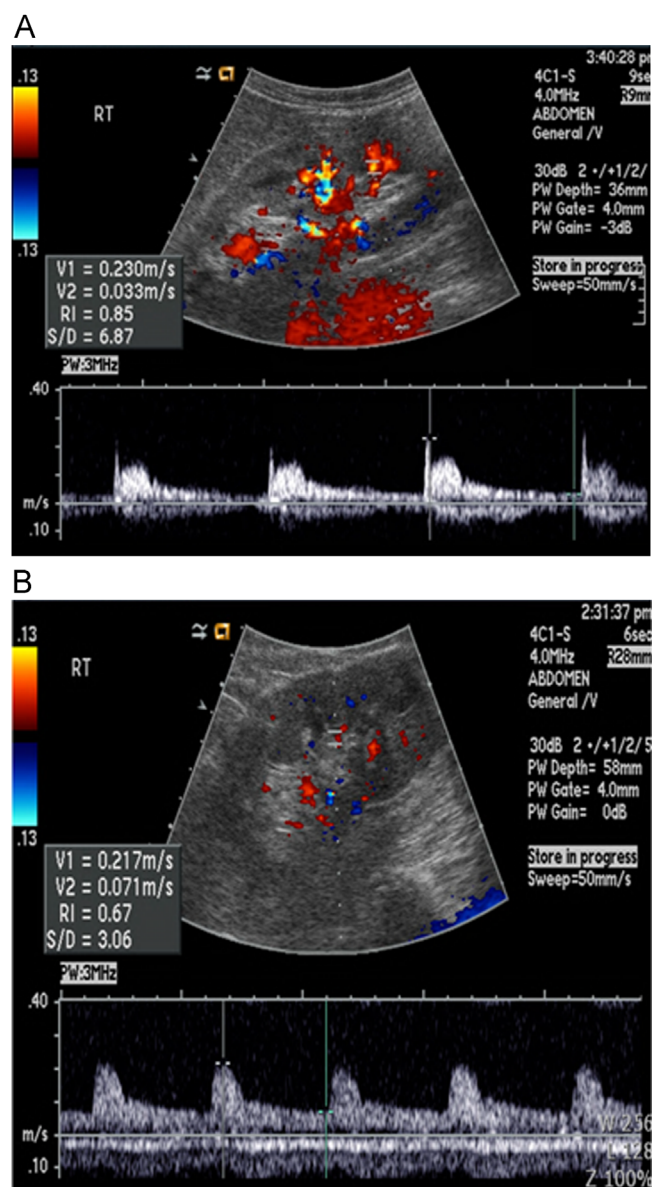 A
3:40:28 pm
4C1-S 9se
4.0MHz R9mm
ABDOMEN
General /V
.13
RT
30dB 2 •/+1/2/
PW Depth= 36mm
PW Gate= 4.0mm
PW Gain= -3dB
.13
Store in progress
Sweep=50mm/s
V1 = 0.230m/s
V2 = 0.033m/s
RI = 0.85
S/D = 6.87
PW:3MHz
.40
m/s
.10
B
2:31:37 pm
4C1-S 6sec
4.0MHz R28mm
ABDOMEN
General /V
.13
RT
30dB 2 •/+1/2/5
PW Depth= 58mm
PW Gate= 4.0mm
PW Gain= 0dB
.13
Store in progress
Sweep=50mm/s
V1 = 0.217m/s
V2 = 0.071m/s
RI = 0.67
S/D = 3.06
PW:3MHz
.40
m/s
.10
W 256
L 128
Z 100%